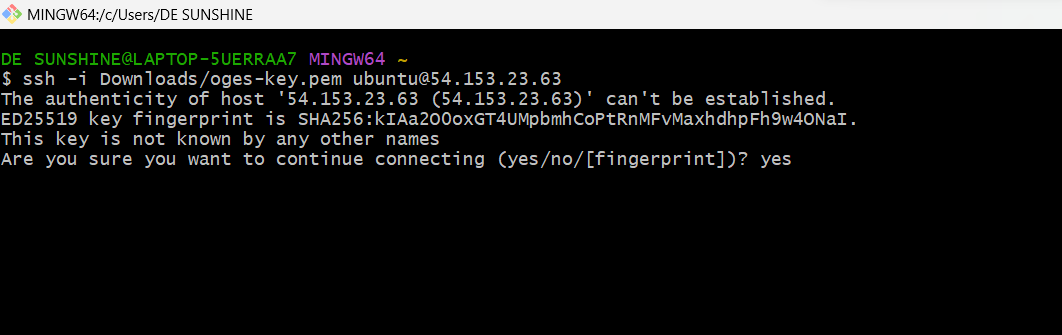 MINGW64:/c/Users/DE SUNSHINE
DE SUNSHINE@LAPTOP-5UERRAA7 MINGW64 ~
$ ssh -i Downloads/oges-key.pem ubuntu@54.153.23.63
The authenticity of host '54.153.23.63 (54.153.23.63)' can't be established.
ED25519 key fingerprint is SHA256:kIAa2OOoxGT4UMpbmhCoPtRnMFvMaxhdhpFh9w4ONaI.
This key is not known by any other names
Are you sure you want to continue connecting (yes/no/[fingerprint])? yes